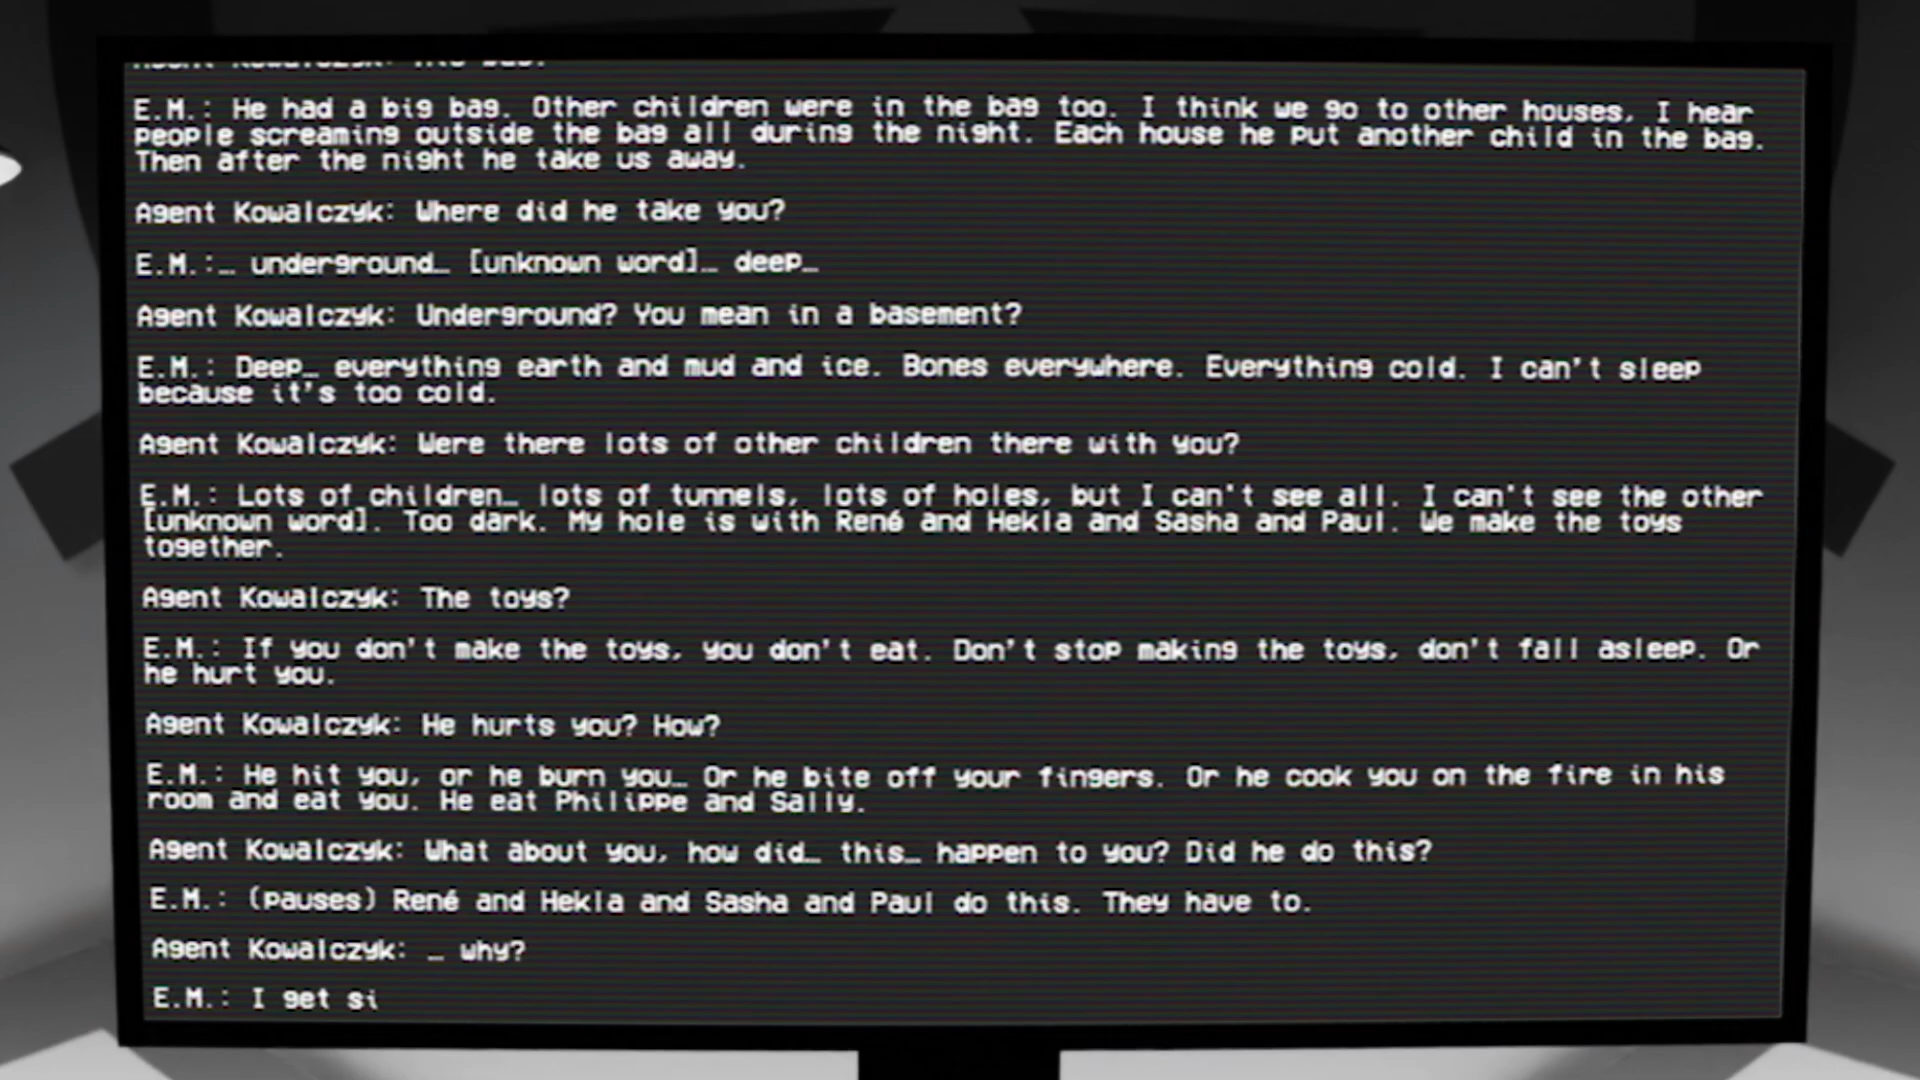 E.M.: He had a big bag. Other children were in the bag too. I think we go to other houses, I hear
people screaming outside the bag all during the night. Each house he put another child in the bag.
Then after the night he take us away.
Agent Kowalczyk: Where did he take you?
E.M.:… underground… [unknown word]… deep…
Agent Kowalczyk: Underground? You mean in a basement?
E.M.: Deep… everything earth and mud and ice. Bones everywhere. Everything cold. I can't sleep
because it's too cold.
Agent Kowalczyk: Were there lots of other children there with you?
E.M.: Lots of children… lots of tunnels, lots of holes, but I can't see all. I can't see the other
[unknown word]. Too dark. My hole is with René and Hekla and Sasha and Paul. We make the toys
together.
Agent Kowalczyk: The toys?
E.M.: If you don't make the toys, you don't eat. Don't stop making the toys, don't fall asleep. Or
he hurt you.
Agent Kowalczyk: He hurts you? How?
E.M.: He hit you, or he burn you… Or he bite off your fingers. Or he cook you on the fire in his
room and eat you. He eat Philippe and Sally.
Agent Kowalczyk: What about you, how did… this… happen to you? Did he do this?
E.M.: (pauses) René and Hekla and Sasha and Paul do this. They have to.
Agent Kowalczyk: … why?
E.M.: I get si